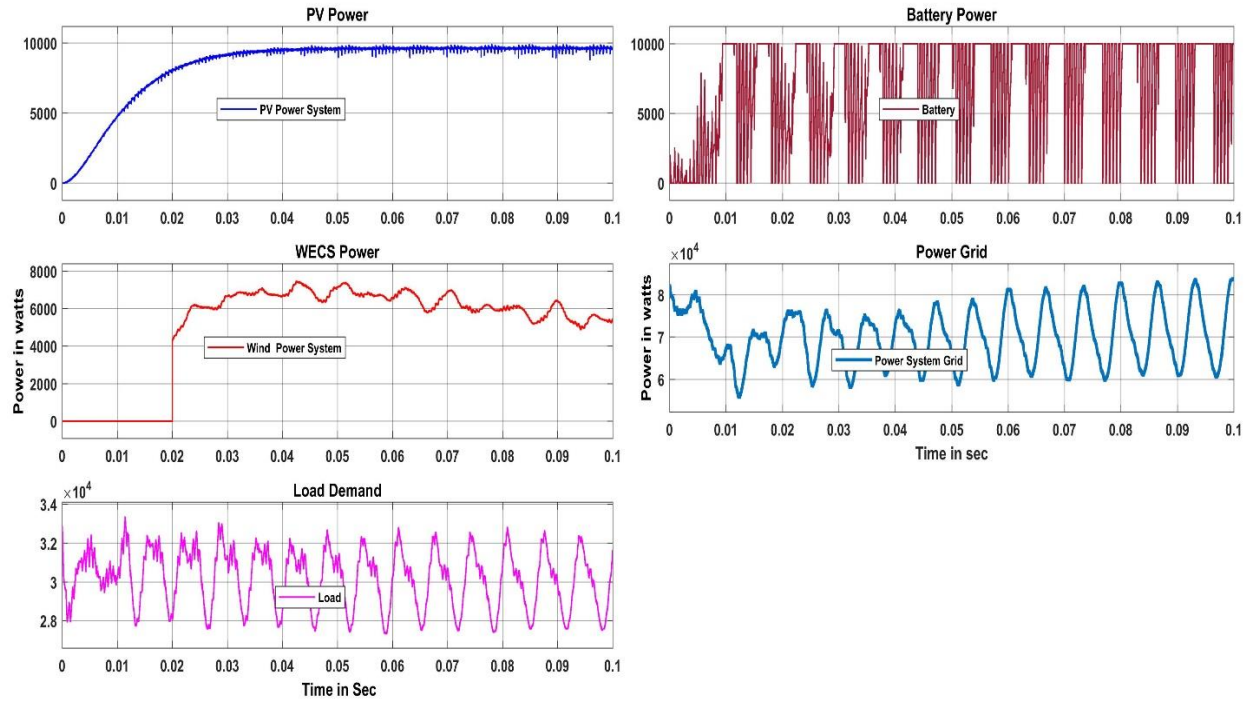 PV Power
10000
5000
0
PV Power System
0 0.01 0.02 0.03 0.04 0.05 0.06 0.07 0.08 0.09 0.1
Battery Power
10000
5000
0
Battery
0 0.01 0.02 0.03 0.04 0.05 0.06 0.07 0.08 0.09 0.1
WECS Power
Power in watts
8000
6000
4000
2000
0
Wind Power System
0 0.01 0.02 0.03 0.04 0.05 0.06 0.07 0.08 0.09 0.1
Power Grid
×10⁴
Power in watts
8
7
6
Power System Grid
0 0.01 0.02 0.03 0.04 0.05 0.06 0.07 0.08 0.09 0.1
Time in sec
Load Demand
×10⁴
3.4
3.2
3
2.8
Load
0 0.01 0.02 0.03 0.04 0.05 0.06 0.07 0.08 0.09 0.1
Time in Sec